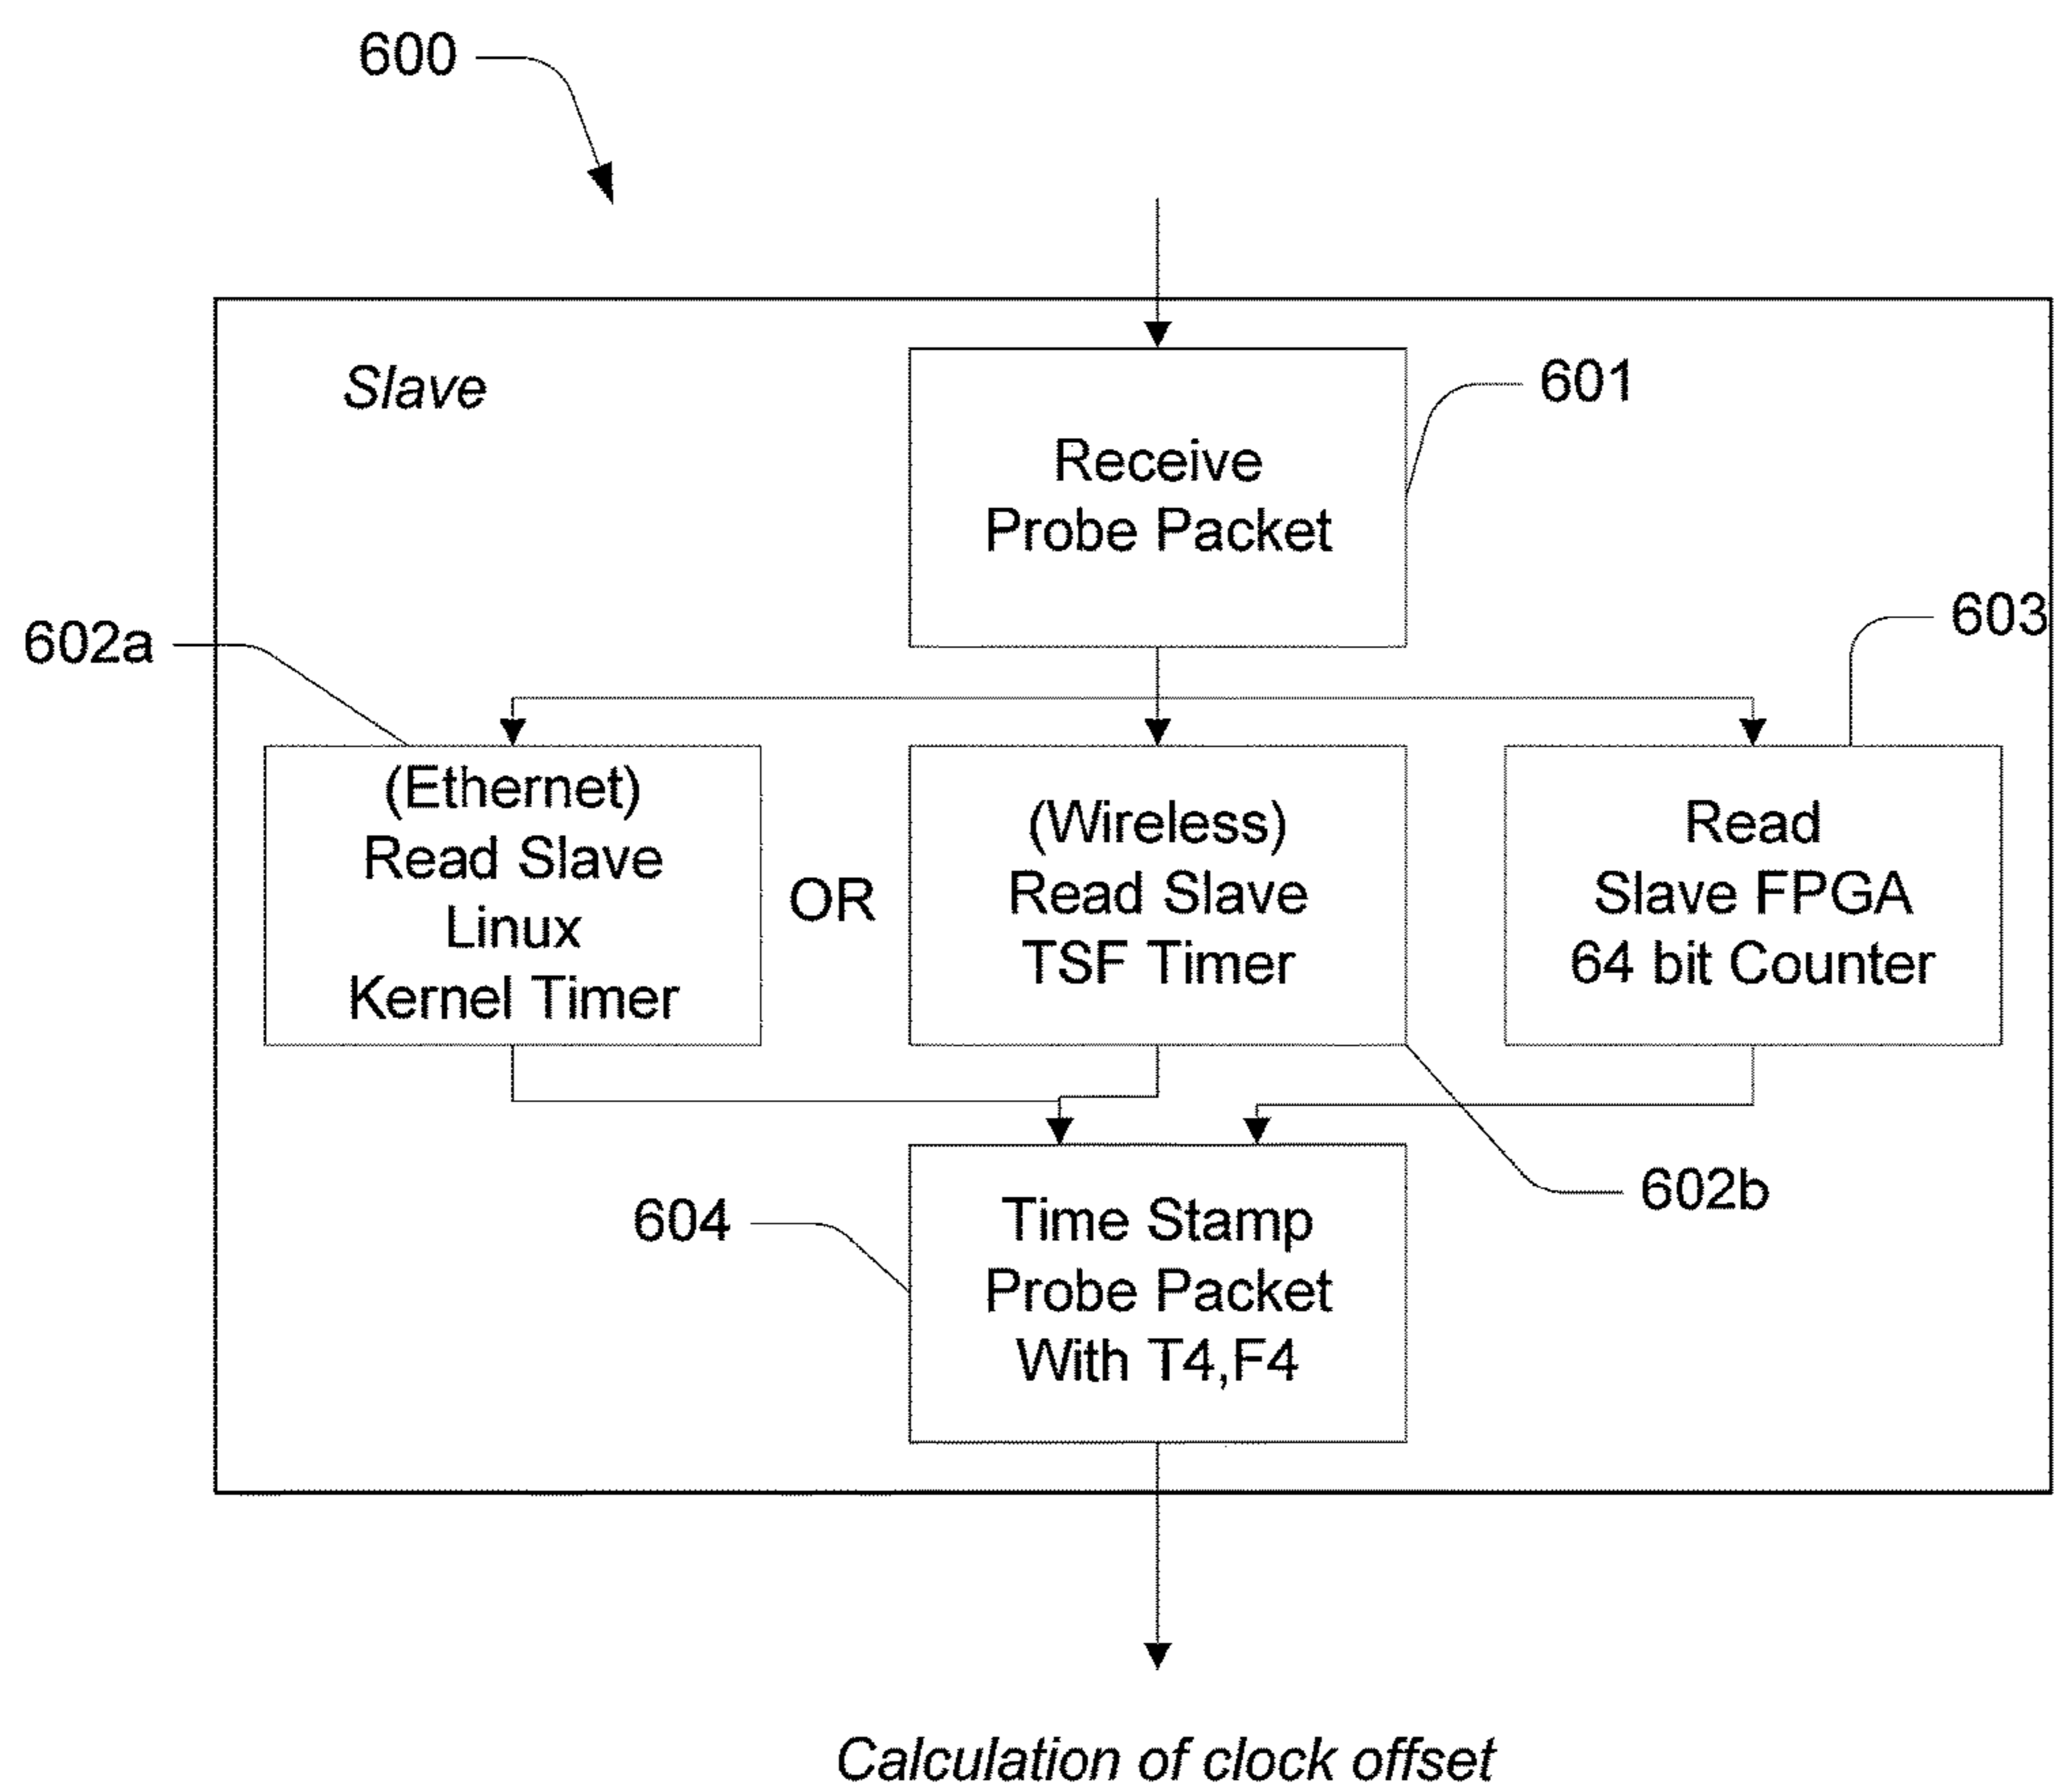 600
Slave
601
Receive
Probe Packet
602a
603
(Ethernet)
Read Slave
Linux
Kernel Timer
OR
(Wireless)
Read Slave
TSF Timer
Read
Slave FPGA
64 bit Counter
602b
604
Time Stamp
Probe Packet
With T4,F4
Calculation of clock offset